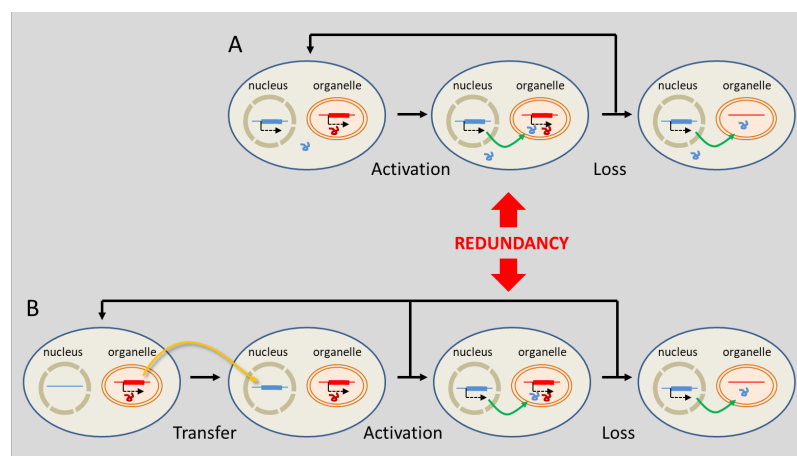 A
nucleus organelle nucleus organelle nucleus organelle
Activation Loss
REDUNDANCY
B
nucleus organelle nucleus organelle nucleus organelle nucleus organelle
Transfer Activation Loss